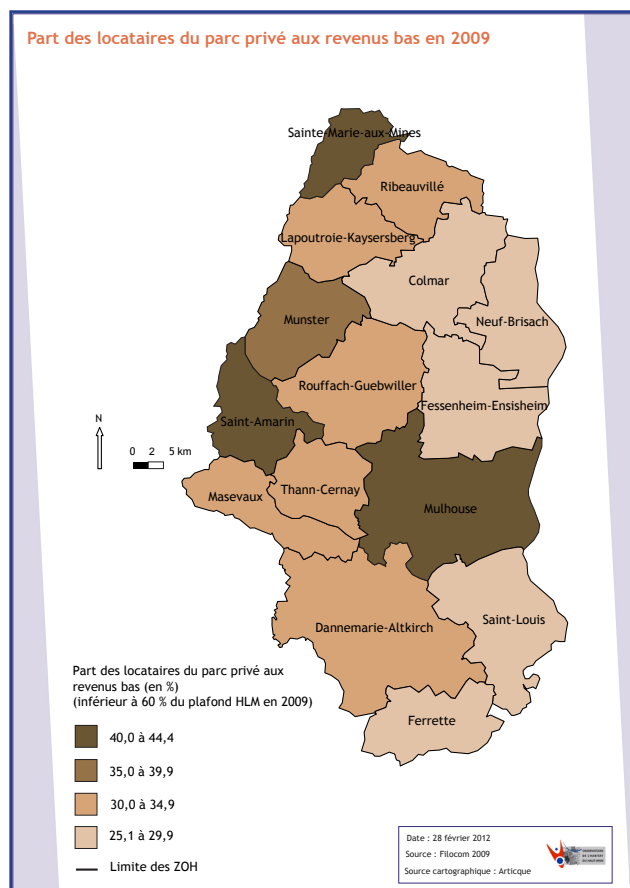 Part des locataires du parc privé aux revenus bas en 2009
Sainte-Marie-aux-Mines
Ribeauvillé
Lapoutroie-Kaysersberg
Colmar
Neuf-Brisach
Munster
Rouffach-Guebwiller
Fessenheim-Ensisheim
Saint-Amarin
N
0 2 5 km
Masevaux
Thann-Cernay
Mulhouse
Saint-Louis
Dannemarie-Altkirch
Ferrette
Part des locataires du parc privé aux
revenus bas (en %)
(inférieur à 60 % du plafond HLM en 2009)
40,0 à 44,4
35,0 à 39,9
30,0 à 34,9
25,1 à 29,9
Limite des ZOH
Date : 28 février 2012
Source : Filocom 2009
Source cartographique : Articque